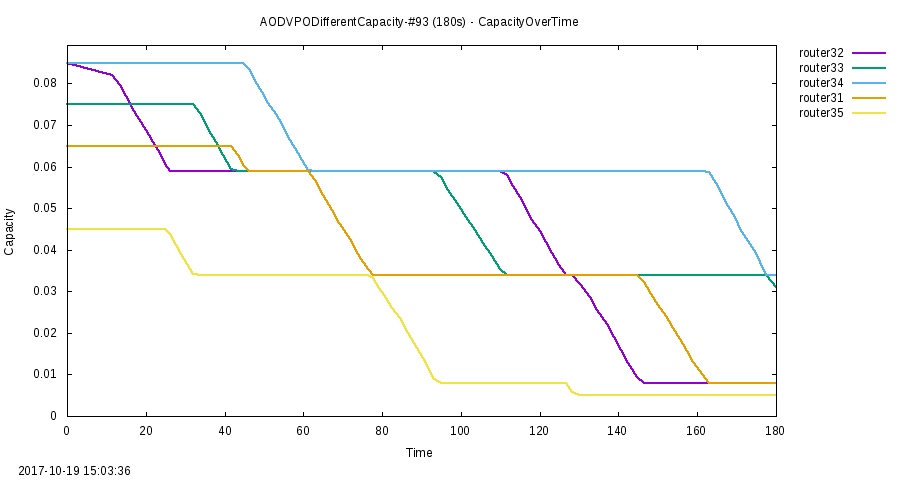 AODVPODifferentCapacity-#93 (180s) - CapacityOverTime
router32
router33
router34
router31
router35
0.08
0.07
0.06
0.05
0.04
0.03
0.02
0.01
0
Capacity
0 20 40 60 80 100 120 140 160 180
Time
2017-10-19 15:03:36